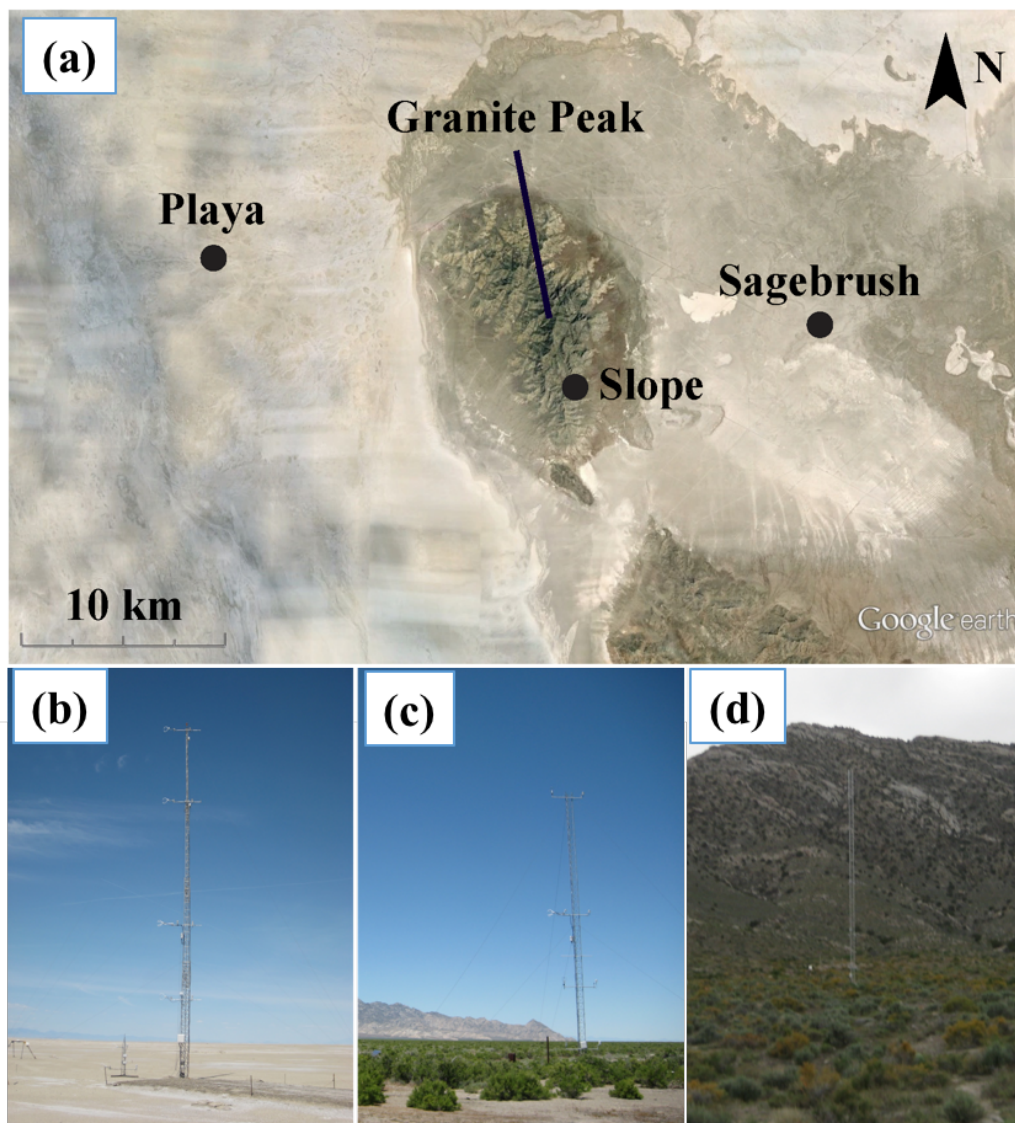 (a)
N
Granite Peak
Playa
Sagebrush
Slope
10 km
Google earth
(b)
(c)
(d)